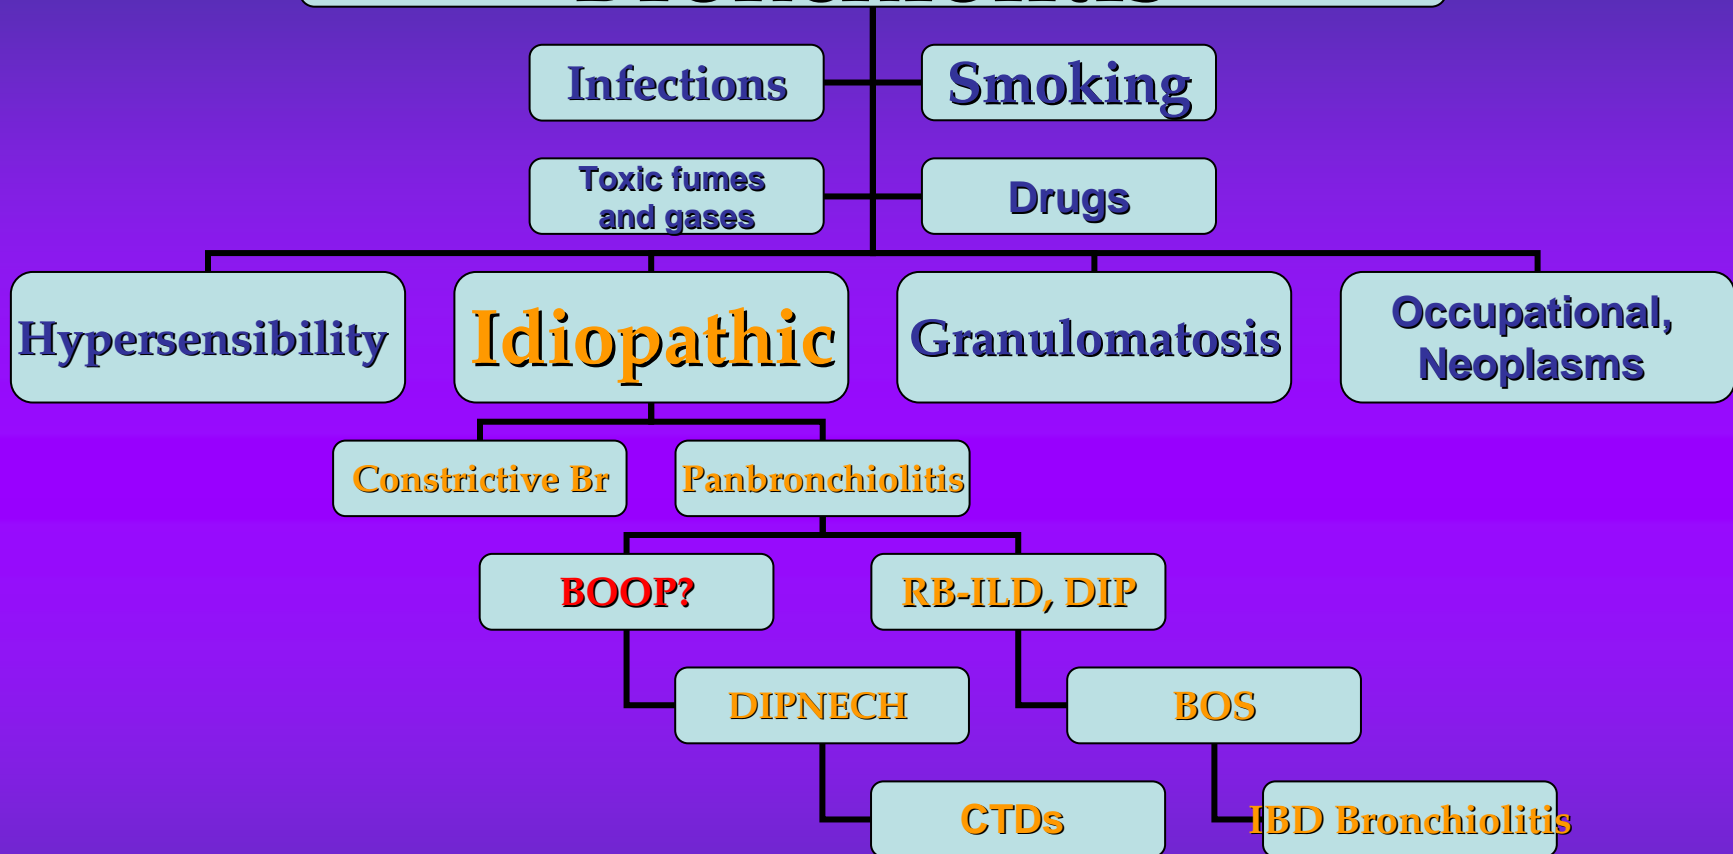 Bronchiolitis
Infections
Smoking
Toxic fumes
and gases
Drugs
Hypersensibility
Idiopathic
Granulomatosis
Occupational,
Neoplasms
Constrictive Br
Panbronchiolitis
BOOP?
RB-ILD, DIP
DIPNECH
BOS
CTDs
IBD Bronchiolitis